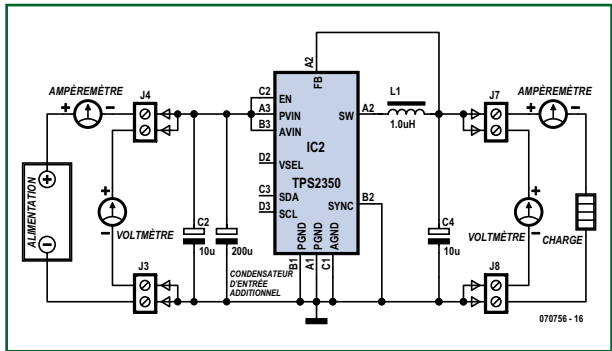 A2
FB
AMPÈREMÈTRE
J4
C2
EN
A3
PVIN
B3
AVIN
SW
A2
L1
1.0uH
J7
AMPÈREMÈTRE
IC2
D2
VSEL
TPS2350
C3
SDA
D3
SCL
SYNC
B2
ALIMENTATION
VOLTMÈTRE
C2
10u
200u
C4
10u
VOLTMÈTRE
CHARGE
PGND
PGND
AGND
B1
A1
C1
J3
CONDENSATEUR
D'ENTRÉE
ADDITIONNEL
J8
070756 - 16